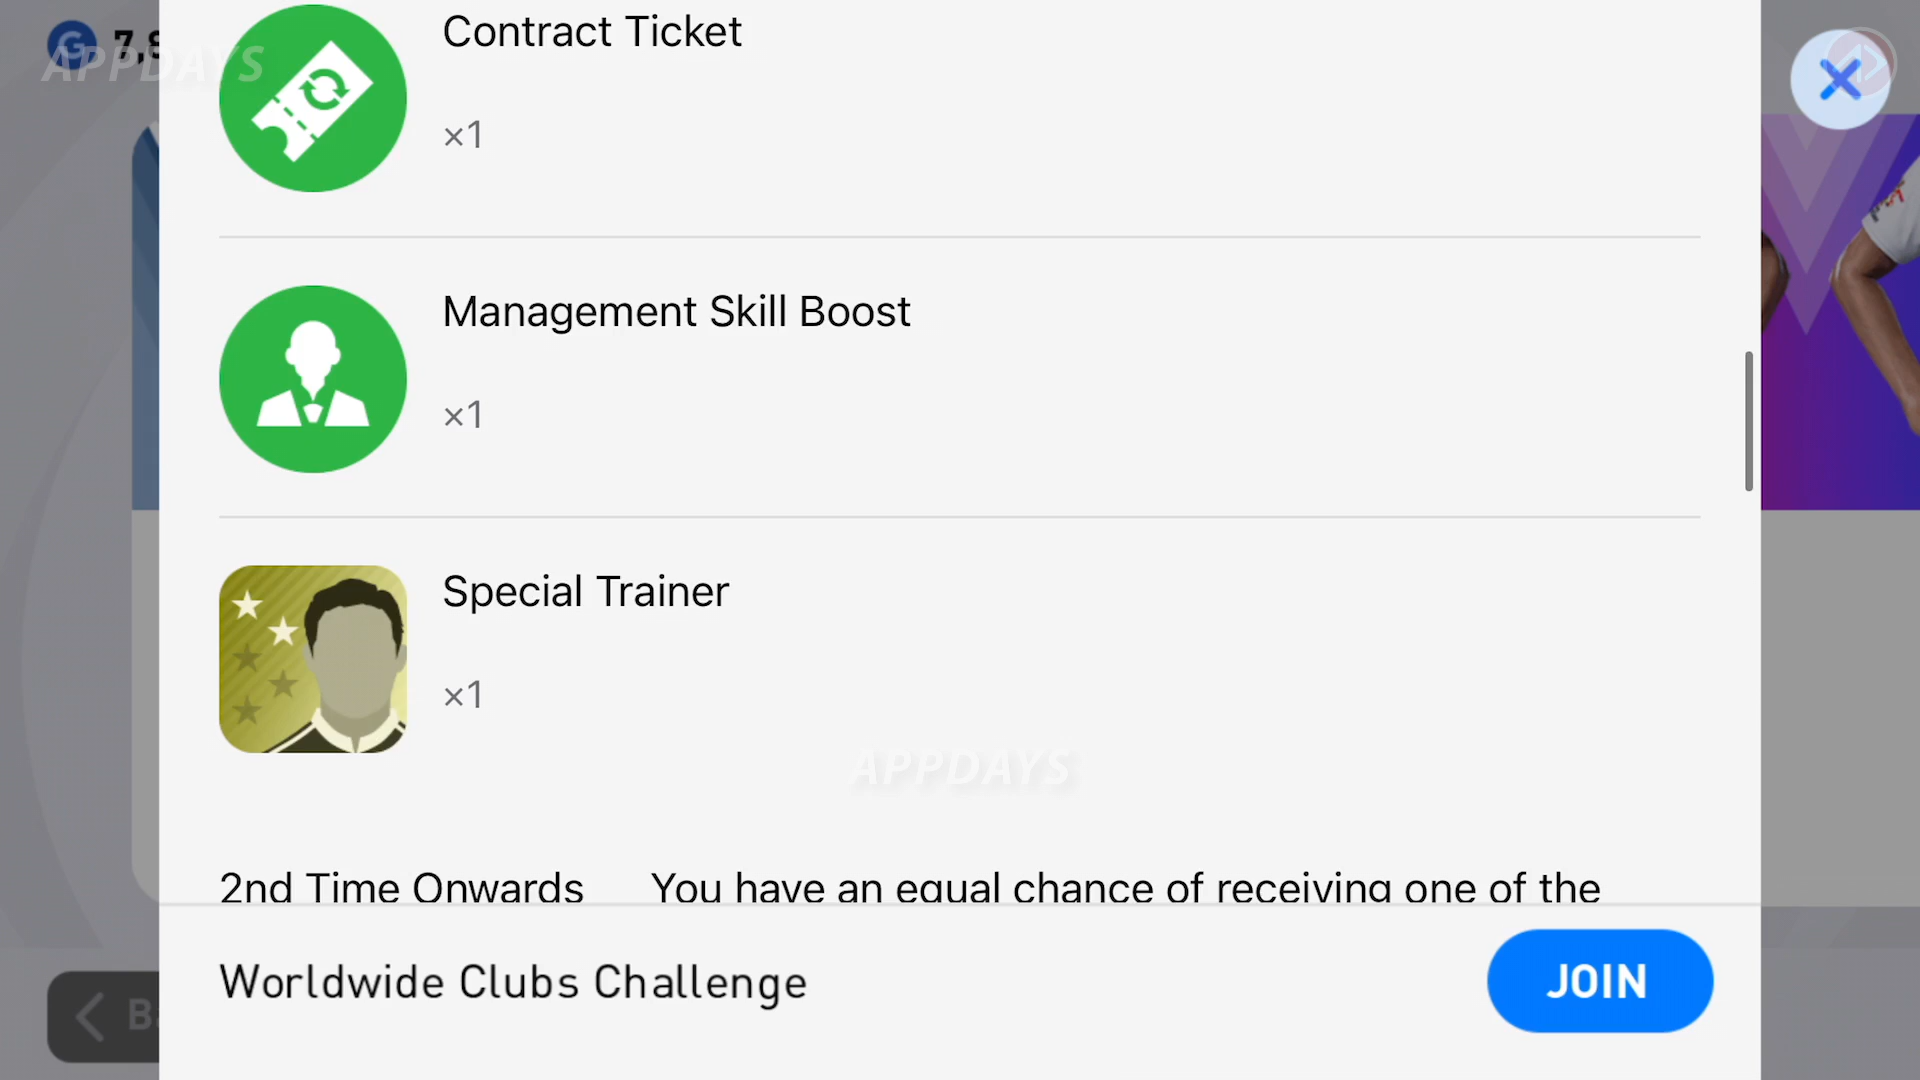 Contract Ticket
×1
Management Skill Boost
×1
Special Trainer
×1
2nd Time Onwards You have an equal chance of receiving one of the
Worldwide Clubs Challenge
JOIN
APPDAYS
APPDAYS